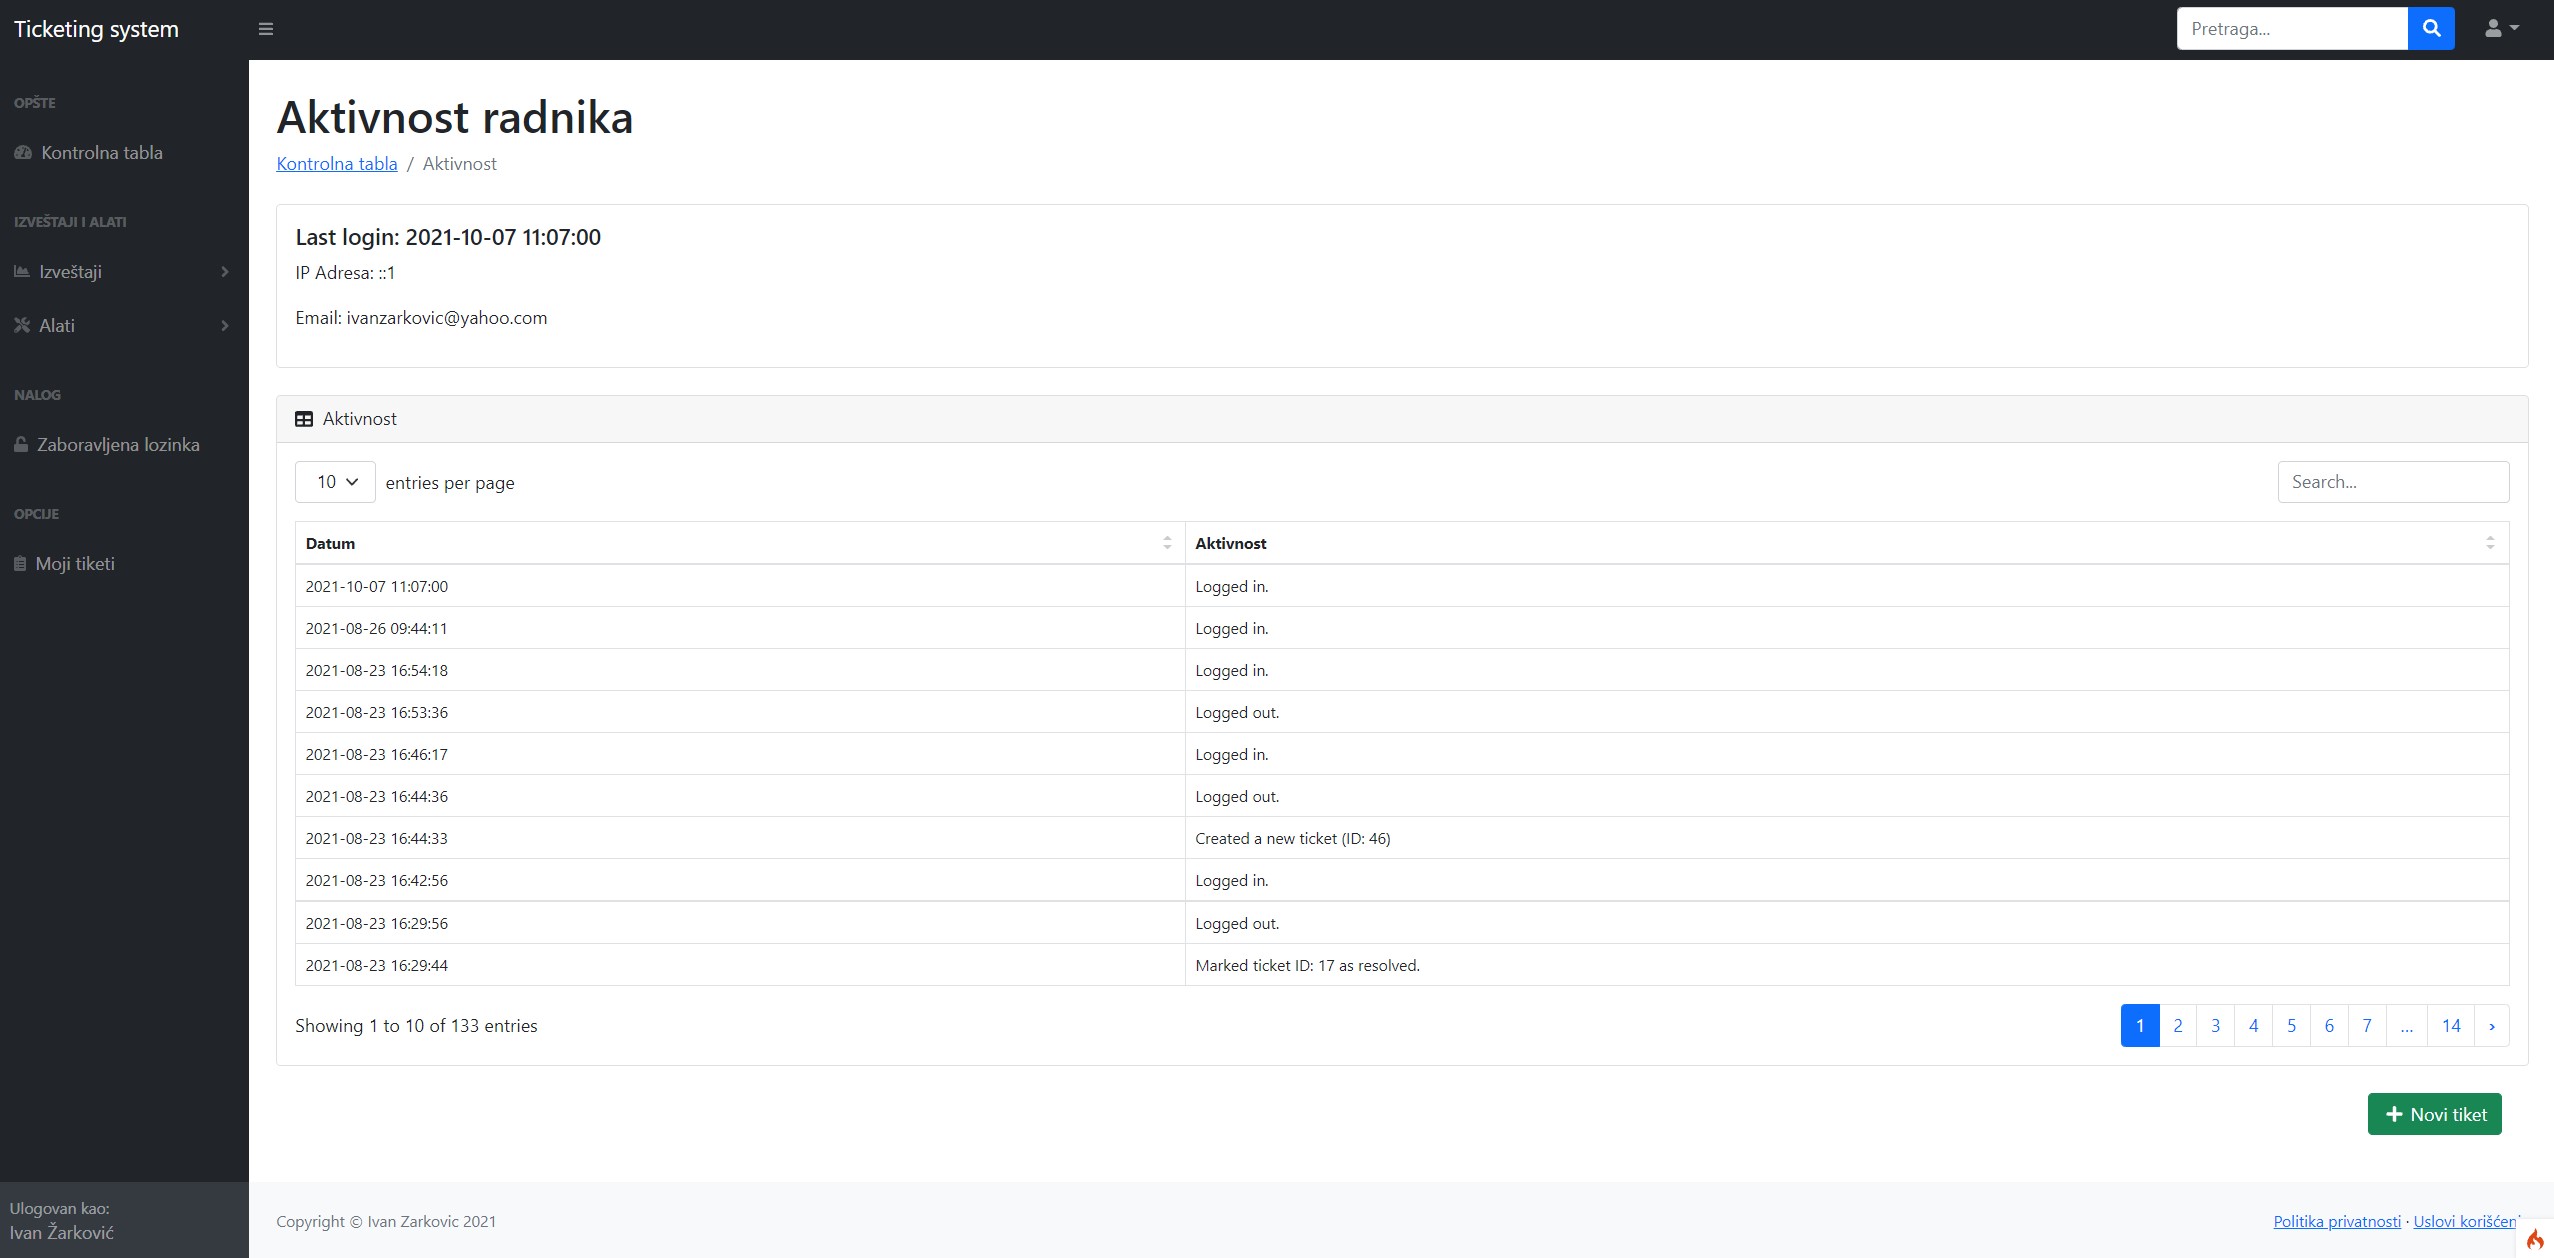 Ticketing system
Pretraga...
OPŠTE
Kontrolna tabla
IZVEŠTAJI I ALATI
Izveštaji
Alati
NALOG
Zaboravljena lozinka
OPCIJE
Moji tiketi
Ulogovan kao:
Ivan Žarković
Aktivnost radnika
Kontrolna tabla / Aktivnost
Last login: 2021-10-07 11:07:00
IP Adresa: ::1
Email: ivanzarkovic@yahoo.com
Aktivnost
10 entries per page
Search...
Datum Aktivnost
2021-10-07 11:07:00 Logged in.
2021-08-26 09:44:11 Logged in.
2021-08-23 16:54:18 Logged in.
2021-08-23 16:53:36 Logged out.
2021-08-23 16:46:17 Logged in.
2021-08-23 16:44:36 Logged out.
2021-08-23 16:44:33 Created a new ticket (ID: 46)
2021-08-23 16:42:56 Logged in.
2021-08-23 16:29:56 Logged out.
2021-08-23 16:29:44 Marked ticket ID: 17 as resolved.
Showing 1 to 10 of 133 entries
1 2 3 4 5 6 7 ... 14 ›
Novi tiket
Copyright © Ivan Zarkovic 2021
Politika privatnosti · Uslovi